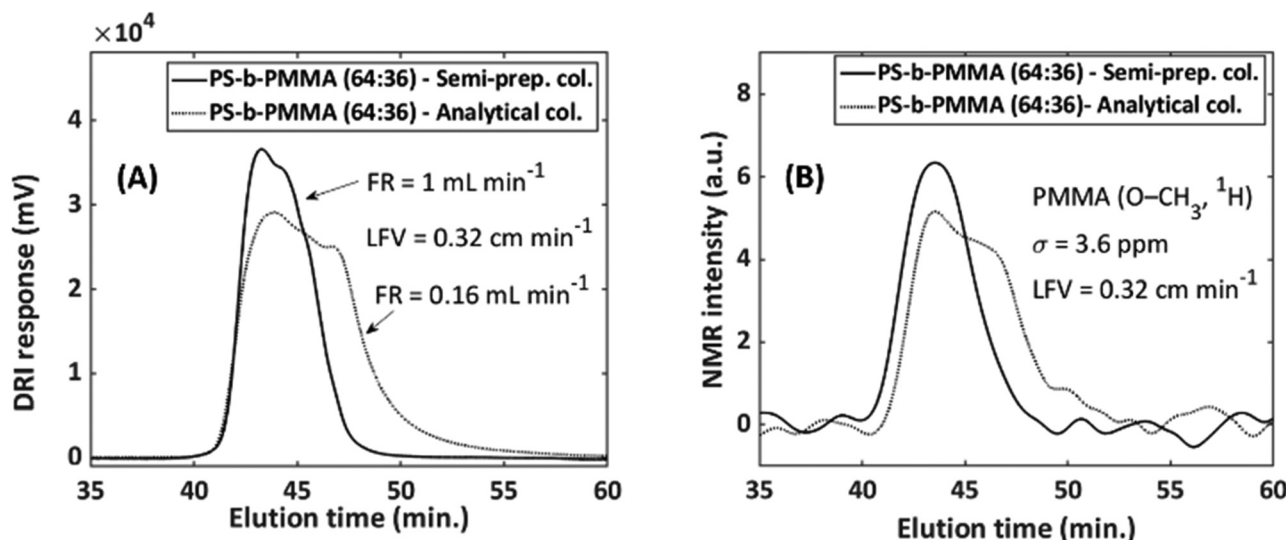 ×10⁴
PS-b-PMMA (64:36) - Semi-prep. col.
PS-b-PMMA (64:36) - Analytical col.
(A)
FR = 1 mL min⁻¹
LFV = 0.32 cm min⁻¹
FR = 0.16 mL min⁻¹
DRI response (mV)
4
3
2
1
0
35 40 45 50 55 60
Elution time (min.)
PS-b-PMMA (64:36) - Semi-prep. col.
PS-b-PMMA (64:36)- Analytical col.
(B)
PMMA (O–CH₃, ¹H)
σ = 3.6 ppm
LFV = 0.32 cm min⁻¹
NMR intensity (a.u.)
8
6
4
2
0
35 40 45 50 55 60
Elution time (min.)